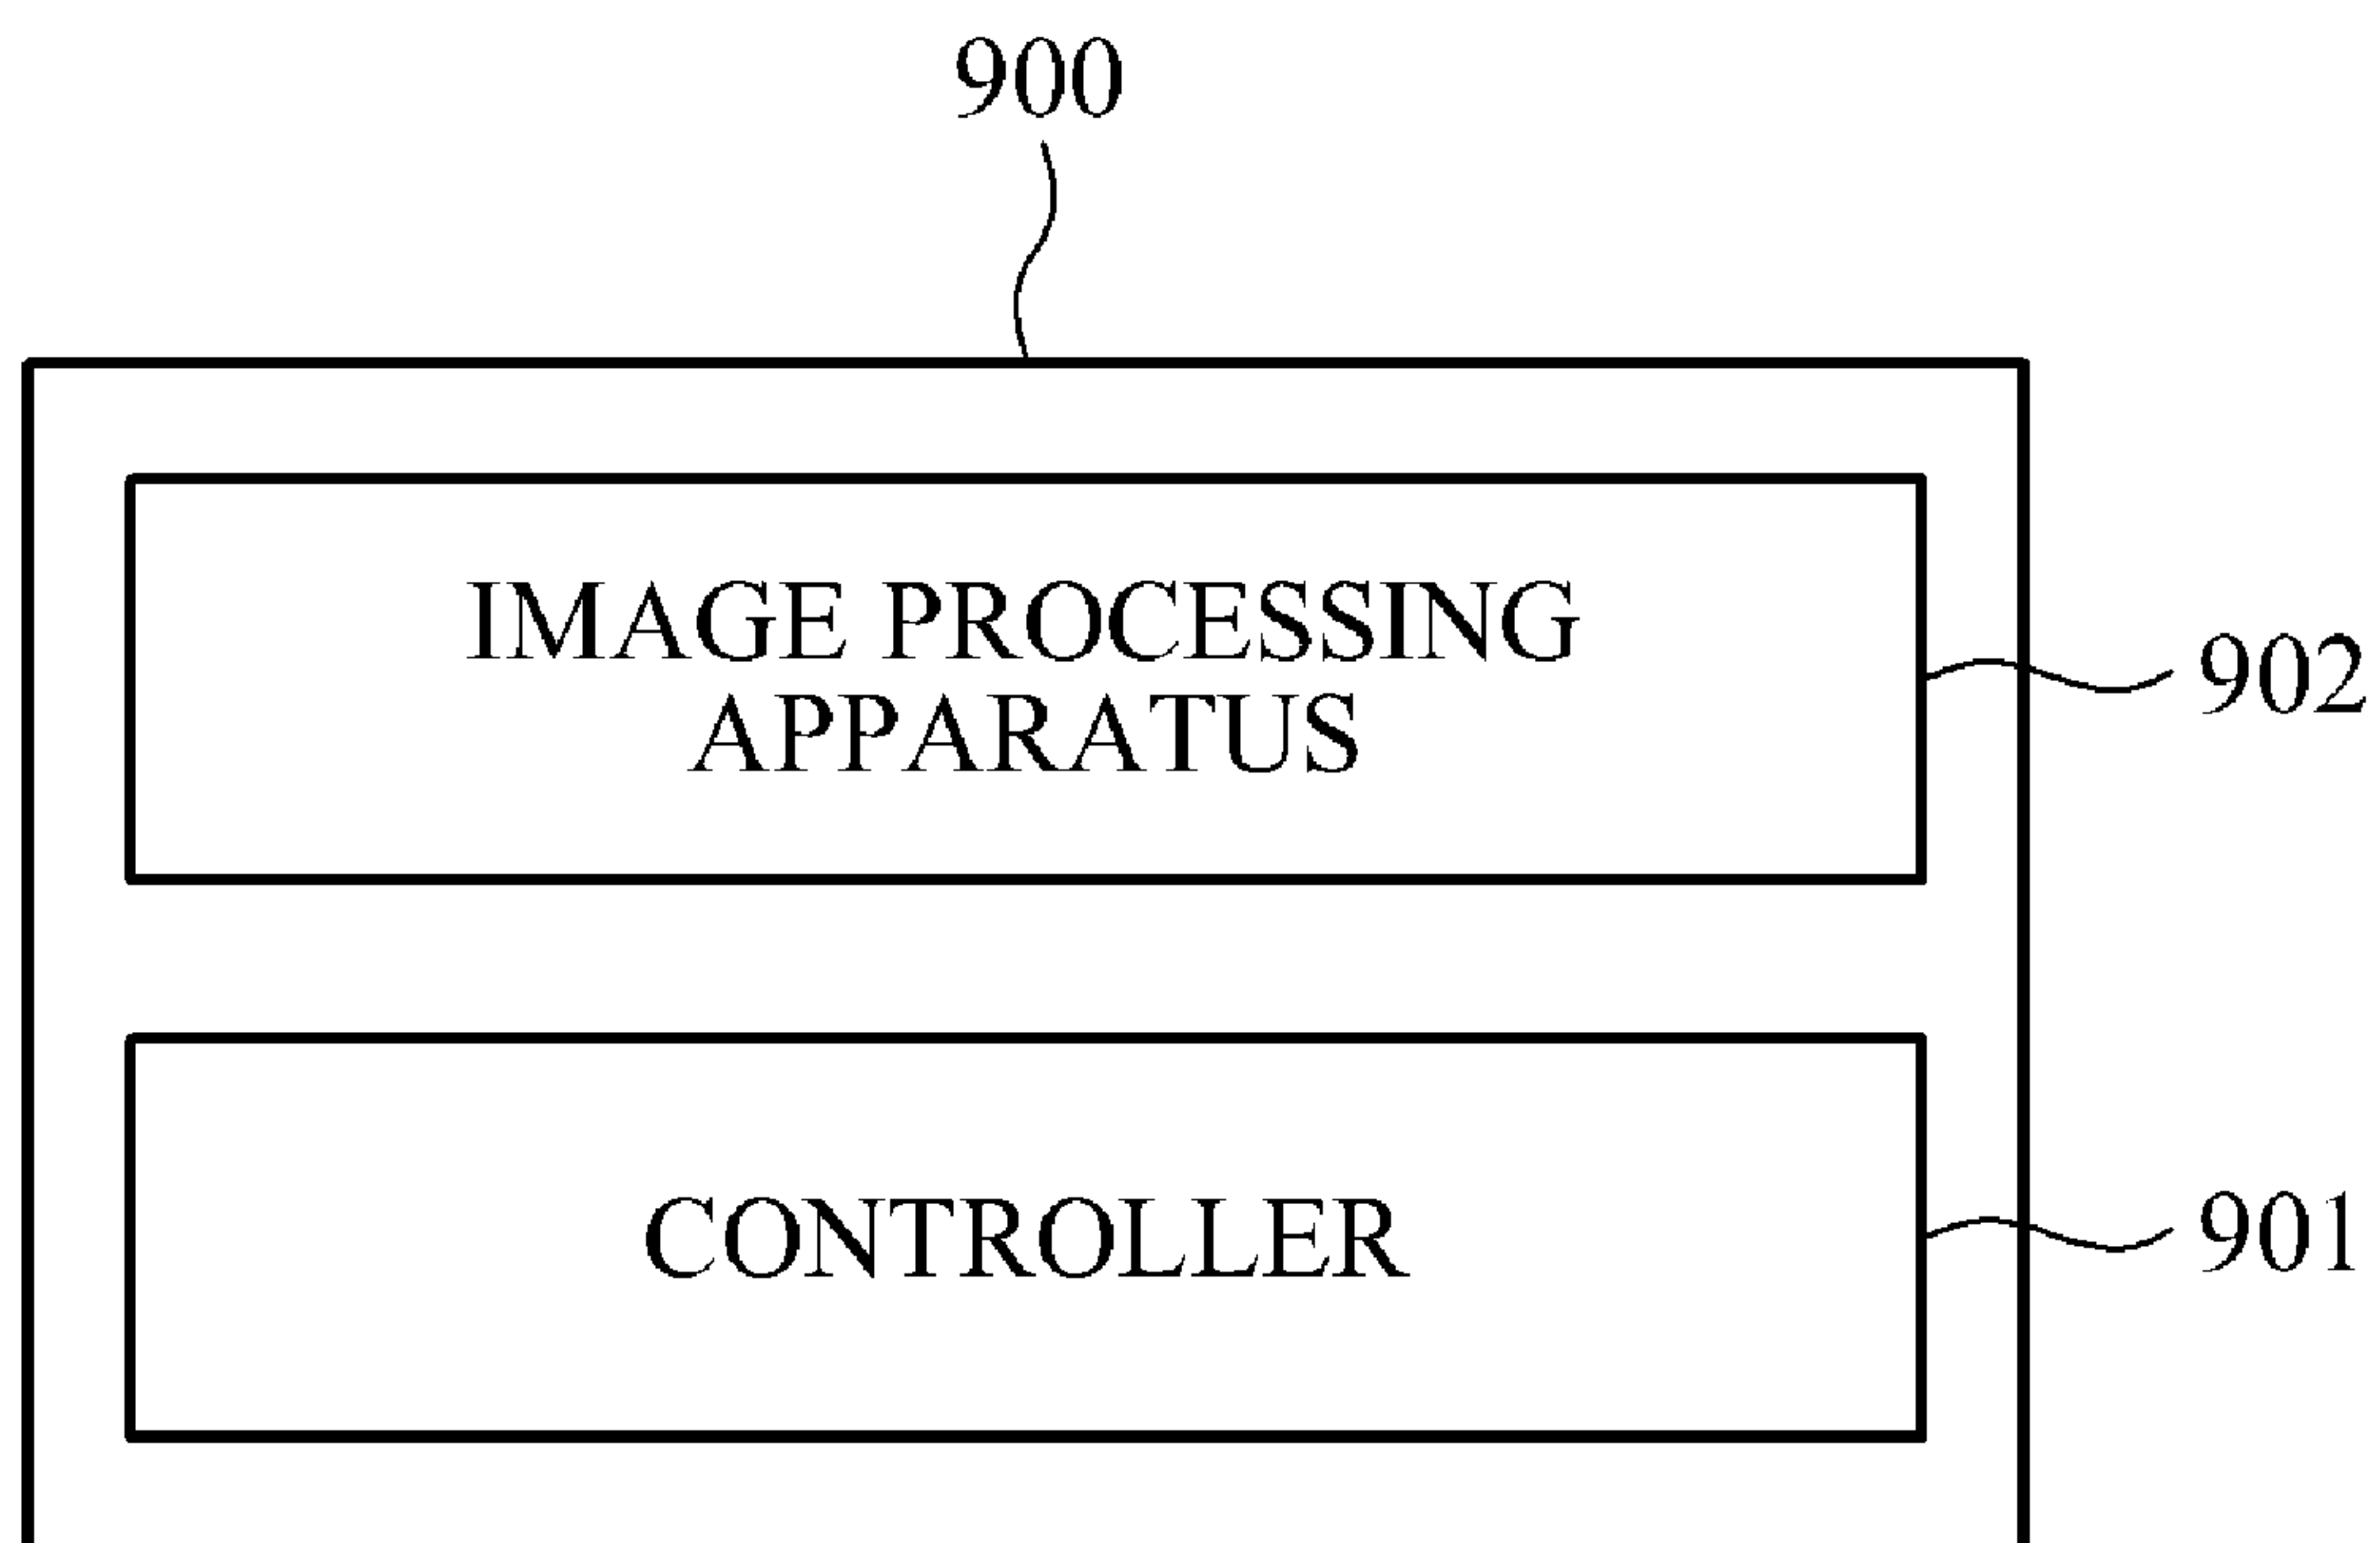 900
IMAGE PROCESSING
APPARATUS
902
CONTROLLER
901